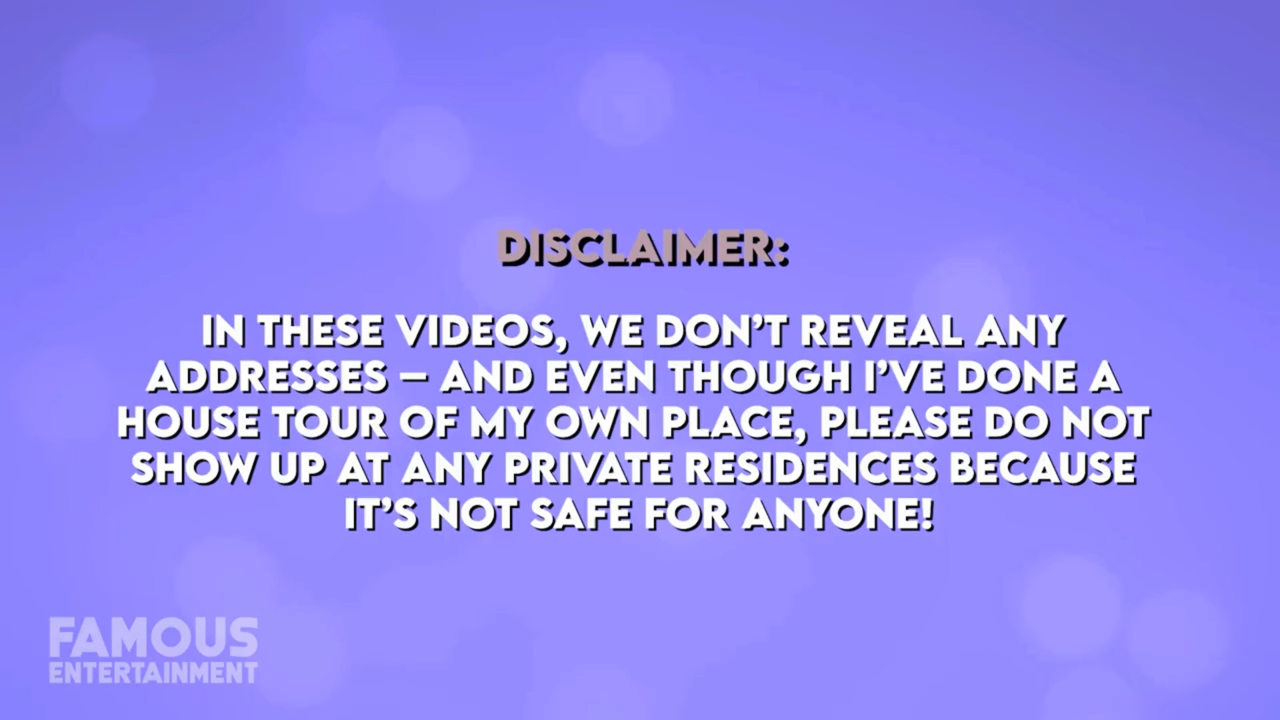 DISCLAIMER:
IN THESE VIDEOS, WE DON'T REVEAL ANY
ADDRESSES – AND EVEN THOUGH I'VE DONE A
HOUSE TOUR OF MY OWN PLACE, PLEASE DO NOT
SHOW UP AT ANY PRIVATE RESIDENCES BECAUSE
IT'S NOT SAFE FOR ANYONE!
FAMOUS
ENTERTAINMENT